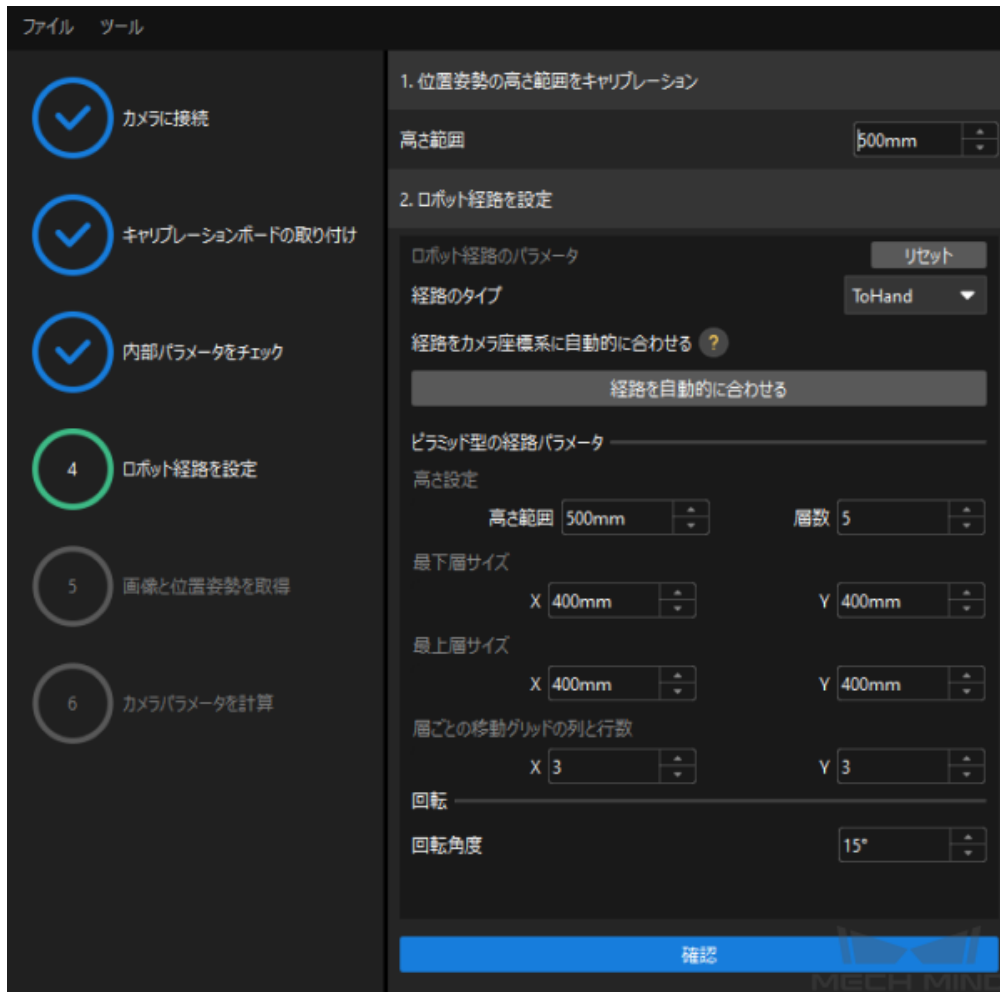 ファイル ツール
カメラに接続
キャリブレーションボードの取り付け
内部パラメータをチェック
4 ロボット経路を設定
5 画像と位置姿勢を取得
6 カメラパラメータを計算
1. 位置姿勢の高さ範囲をキャリブレーション
高さ範囲 500mm
2. ロボット経路を設定
ロボット経路のパラメータ リセット
経路のタイプ ToHand
経路をカメラ座標系に自動的に合わせる ?
経路を自動的に合わせる
ピラミッド型の経路パラメータ
高さ設定
高さ範囲 500mm 層数 5
最下層サイズ
X 400mm Y 400mm
最上層サイズ
X 400mm Y 400mm
層ごとの移動グリッドの列と行数
X 3 Y 3
回転
回転角度 15°
確認
MECH MIND